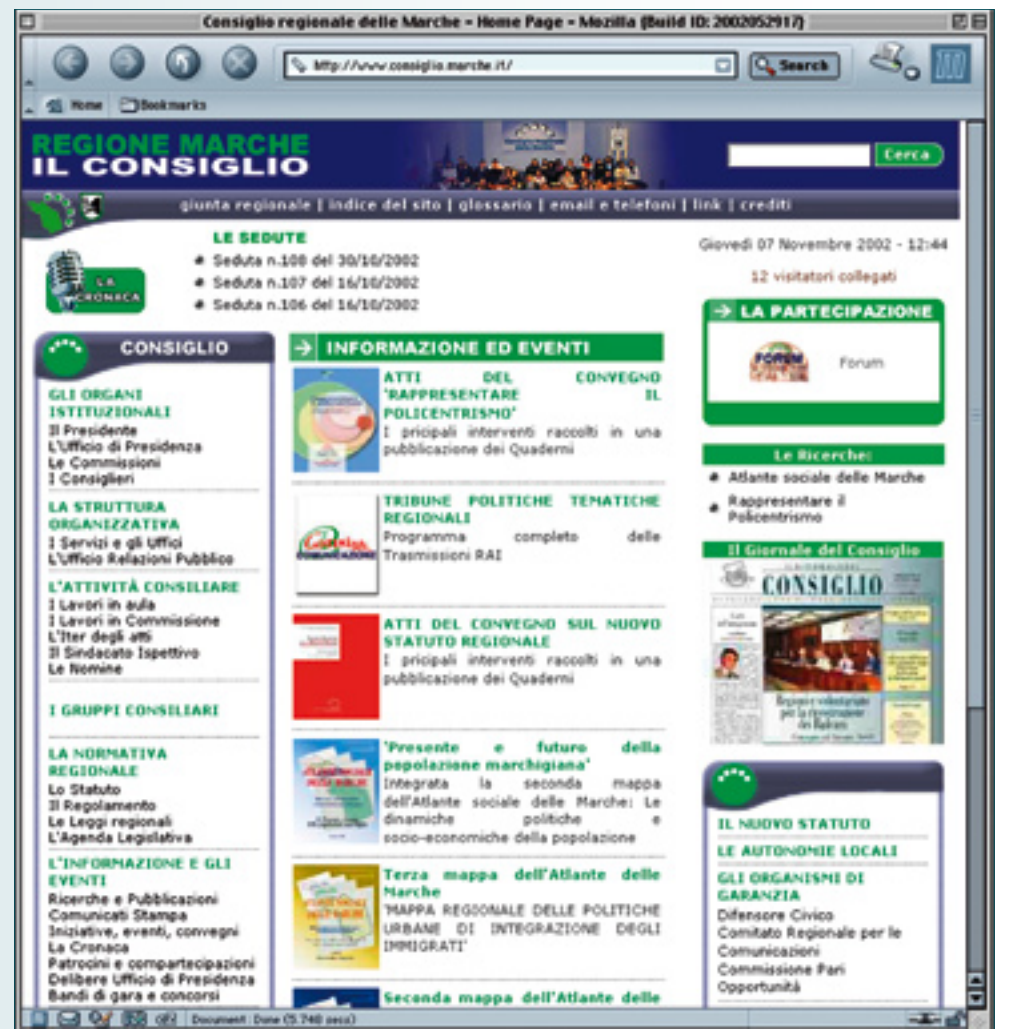 Consiglio regionale delle Marche - Home Page - Mozilla {Build ID: 2002052917}
http://www.consiglio.marche.it/
Search
Home Bookmarks
REGIONE MARCHE
IL CONSIGLIO
Cerca
giunta regionale | indice del sito | glossario | email e telefoni | link | crediti
LA CRONACA
LE SEDUTE
Seduta n.108 del 30/10/2002
Seduta n.107 del 16/10/2002
Seduta n.106 del 16/10/2002
Giovedì 07 Novembre 2002 - 12:44
12 visitatori collegati
CONSIGLIO
GLI ORGANI
ISTITUZIONALI
Il Presidente
L'Ufficio di Presidenza
Le Commissioni
I Consiglieri
LA STRUTTURA
ORGANIZZATIVA
I Servizi e gli Uffici
L'Ufficio Relazioni Pubblico
L'ATTIVITÀ CONSILIARE
I Lavori in aula
I Lavori in Commissione
L'Iter degli atti
Il Sindacato Ispettivo
Le Nomine
I GRUPPI CONSILIARI
LA NORMATIVA
REGIONALE
Lo Statuto
Il Regolamento
Le Leggi regionali
L'Agenda Legislativa
L'INFORMAZIONE E GLI
EVENTI
Ricerche e Pubblicazioni
Comunicati Stampa
Iniziative, eventi, convegni
La Cronaca
Patrocini e compartecipazioni
Delibere Ufficio di Presidenza
Bandi di gara e concorsi
INFORMAZIONE ED EVENTI
ATTI DEL CONVEGNO
'RAPPRESENTARE IL
POLICENTRISMO'
I pricipali interventi raccolti in una
pubblicazione dei Quaderni
TRIBUNE POLITICHE TEMATICHE
REGIONALI
Programma completo delle
Trasmissioni RAI
COMUNICAZIONE
ATTI DEL CONVEGNO SUL NUOVO
STATUTO REGIONALE
I pricipali interventi raccolti in una
pubblicazione dei Quaderni
'Presente e futuro della
popolazione marchigiana'
Integrata la seconda mappa
dell'Atlante sociale delle Marche: Le
dinamiche politiche e
socio-economiche della popolazione
Terza mappa dell'Atlante delle
Marche
'MAPPA REGIONALE DELLE POLITICHE
URBANE DI INTEGRAZIONE DEGLI
IMMIGRATI'
Seconda mappa dell'Atlante delle
LA PARTECIPAZIONE
FORUM
Forum
Le Ricerche:
Atlante sociale delle Marche
Rappresentare il
Policentrismo
Il Giornale del Consiglio
CONSIGLIO
Regioni e volontariato
per la ricostruzione
dei Balcani
IL NUOVO STATUTO
LE AUTONOMIE LOCALI
GLI ORGANISMI DI
GARANZIA
Difensore Civico
Comitato Regionale per le
Comunicazioni
Commissione Pari
Opportunità
Document: Done (5.748 secs)